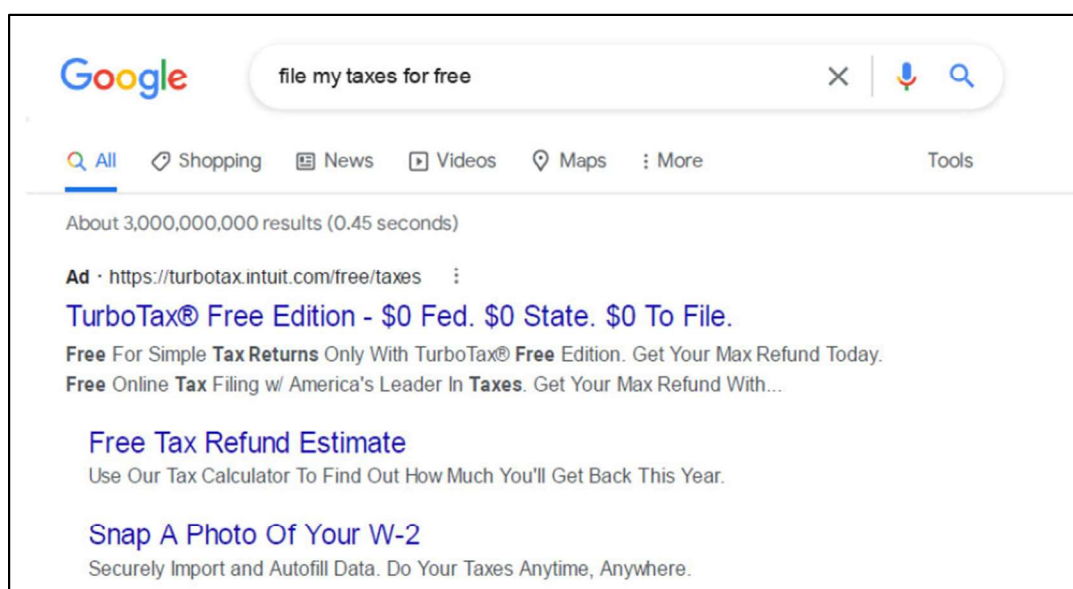 Google
file my taxes for free
All Shopping News Videos Maps More Tools
About 3,000,000,000 results (0.45 seconds)
Ad · https://turbotax.intuit.com/free/taxes
TurboTax® Free Edition - $0 Fed. $0 State. $0 To File.
Free For Simple Tax Returns Only With TurboTax® Free Edition. Get Your Max Refund Today.
Free Online Tax Filing w/ America's Leader In Taxes. Get Your Max Refund With...
Free Tax Refund Estimate
Use Our Tax Calculator To Find Out How Much You'll Get Back This Year.
Snap A Photo Of Your W-2
Securely Import and Autofill Data. Do Your Taxes Anytime, Anywhere.